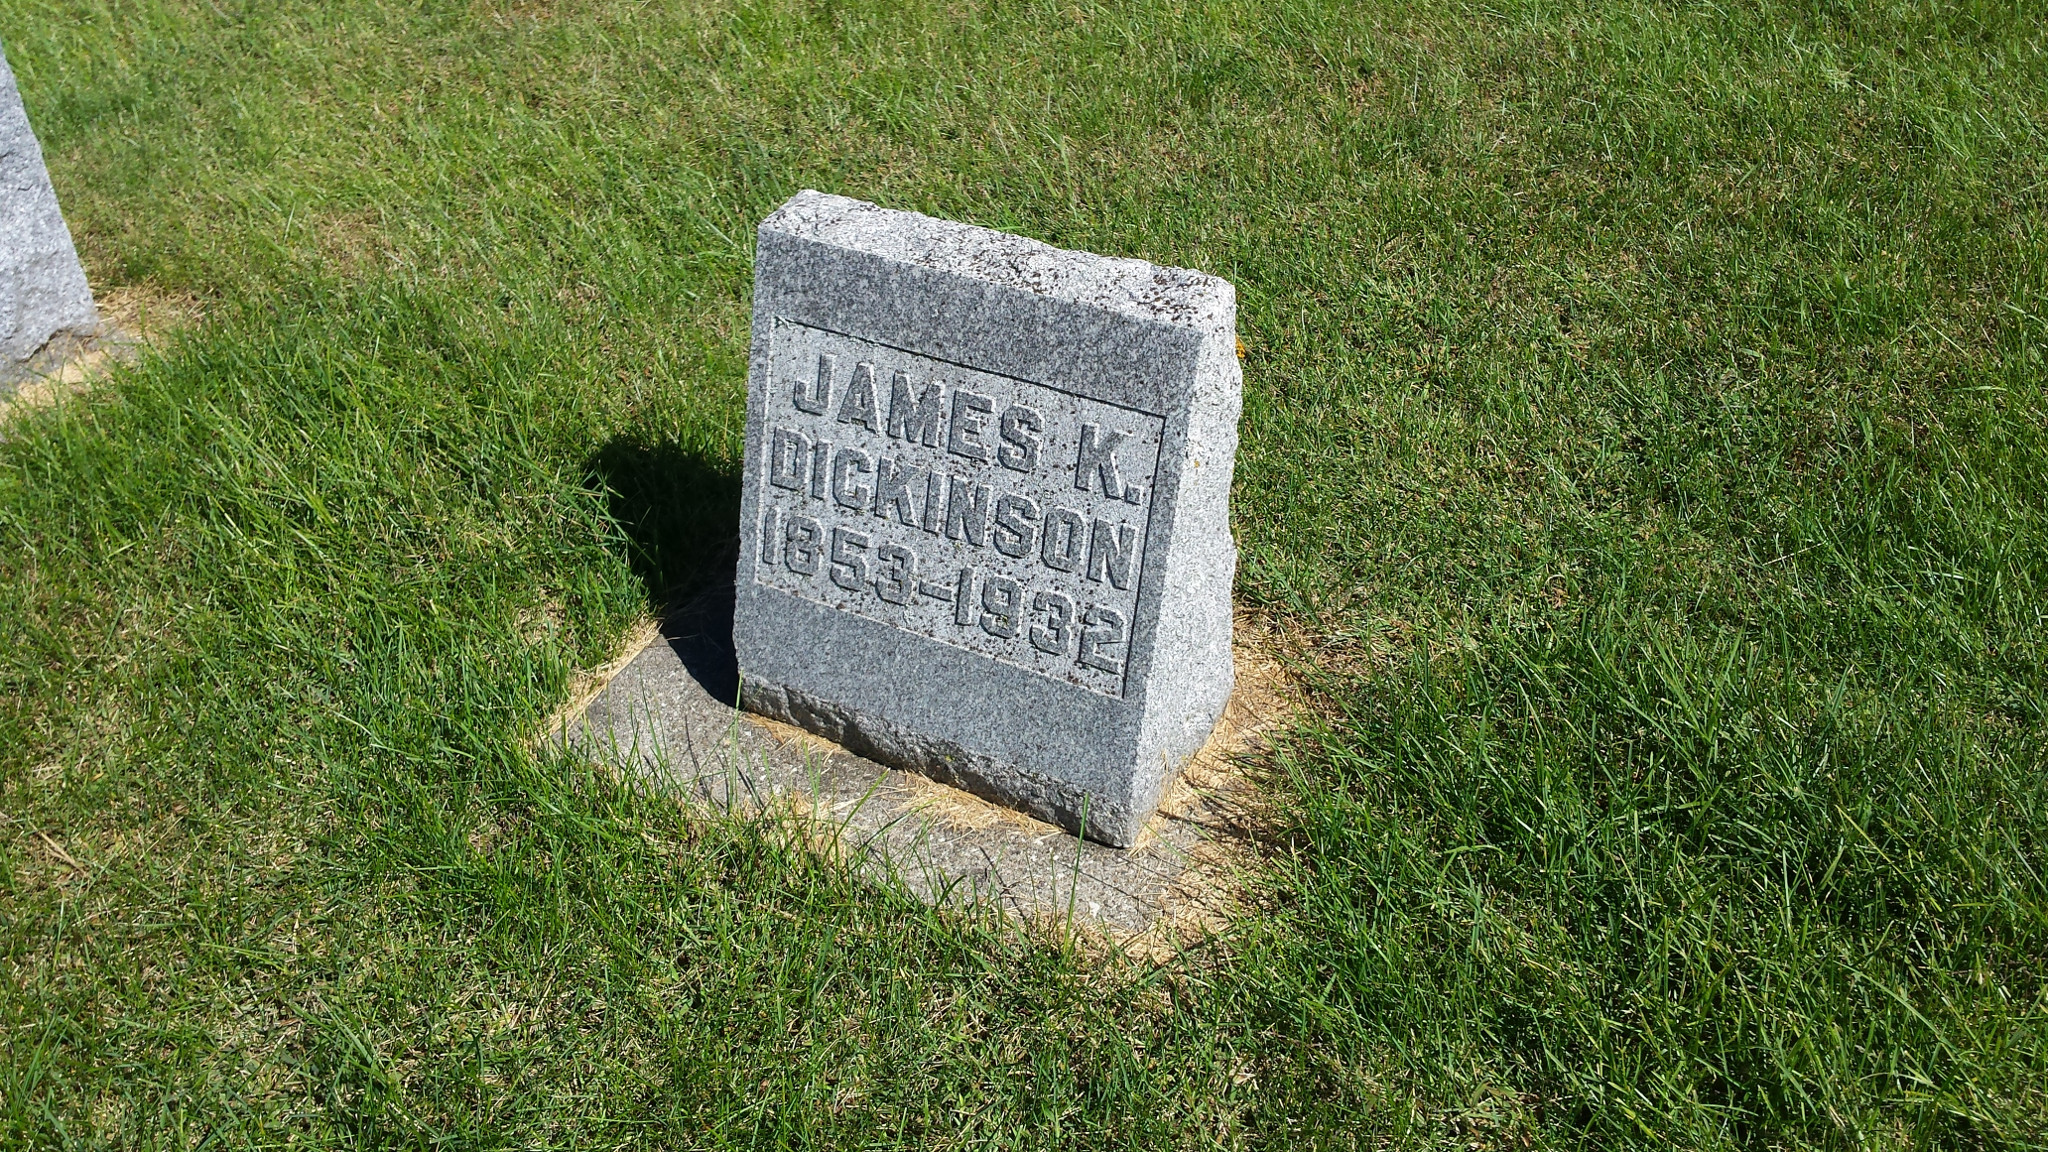 JAMES K.
DICKINSON
1853-1932